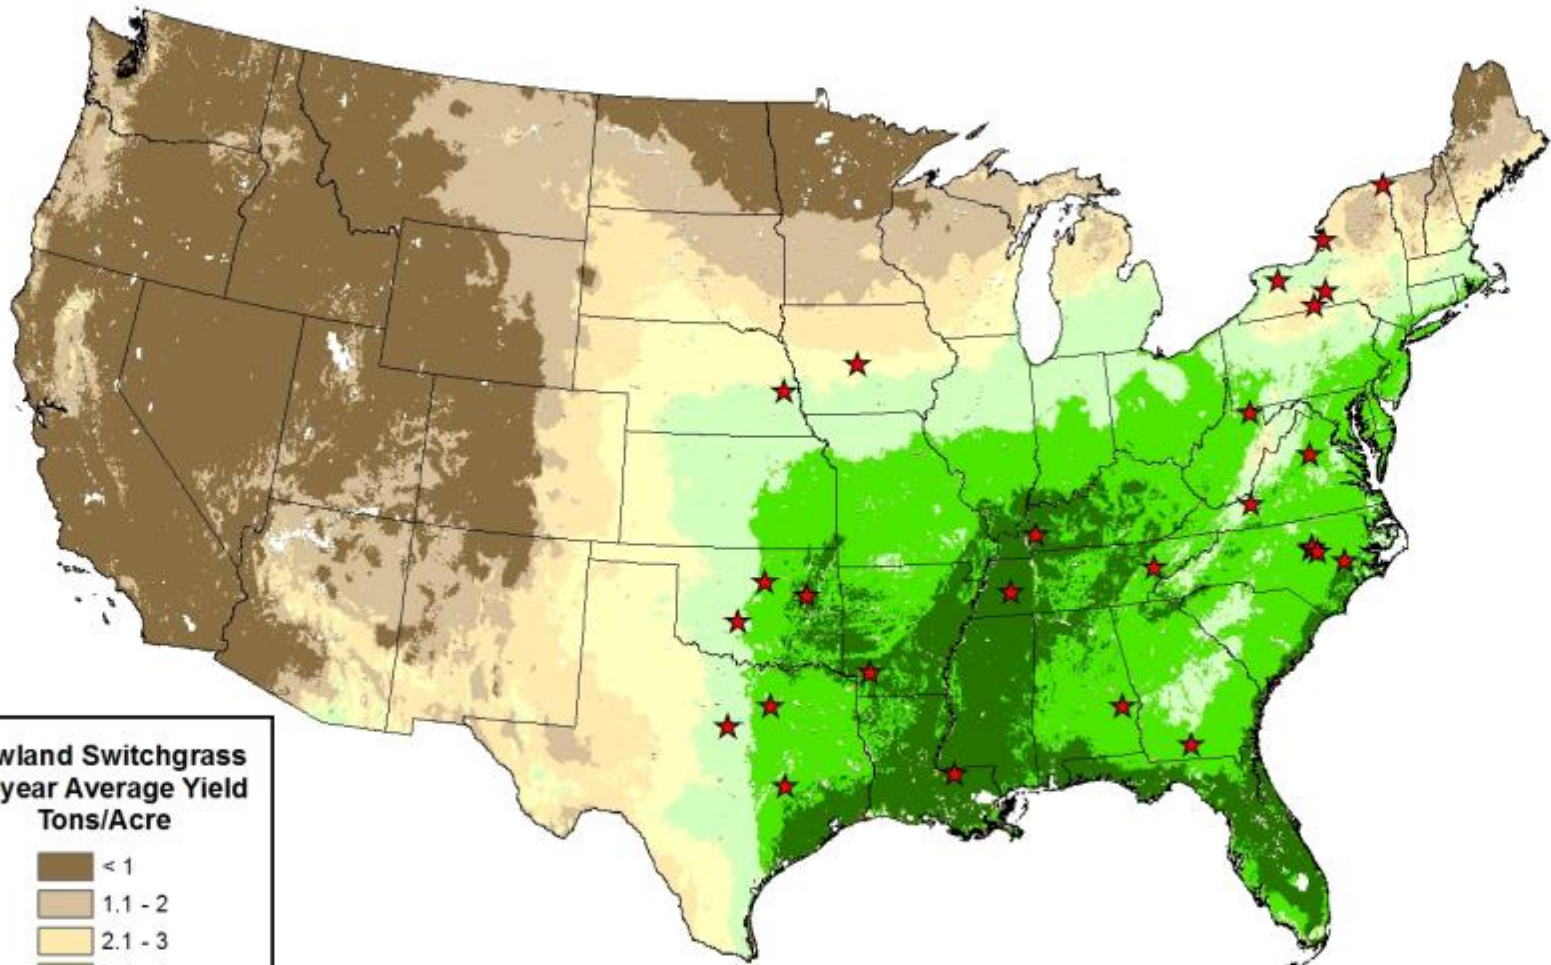 wland Switchgrass
year Average Yield
Tons/Acre
< 1
1.1 - 2
2.1 - 3